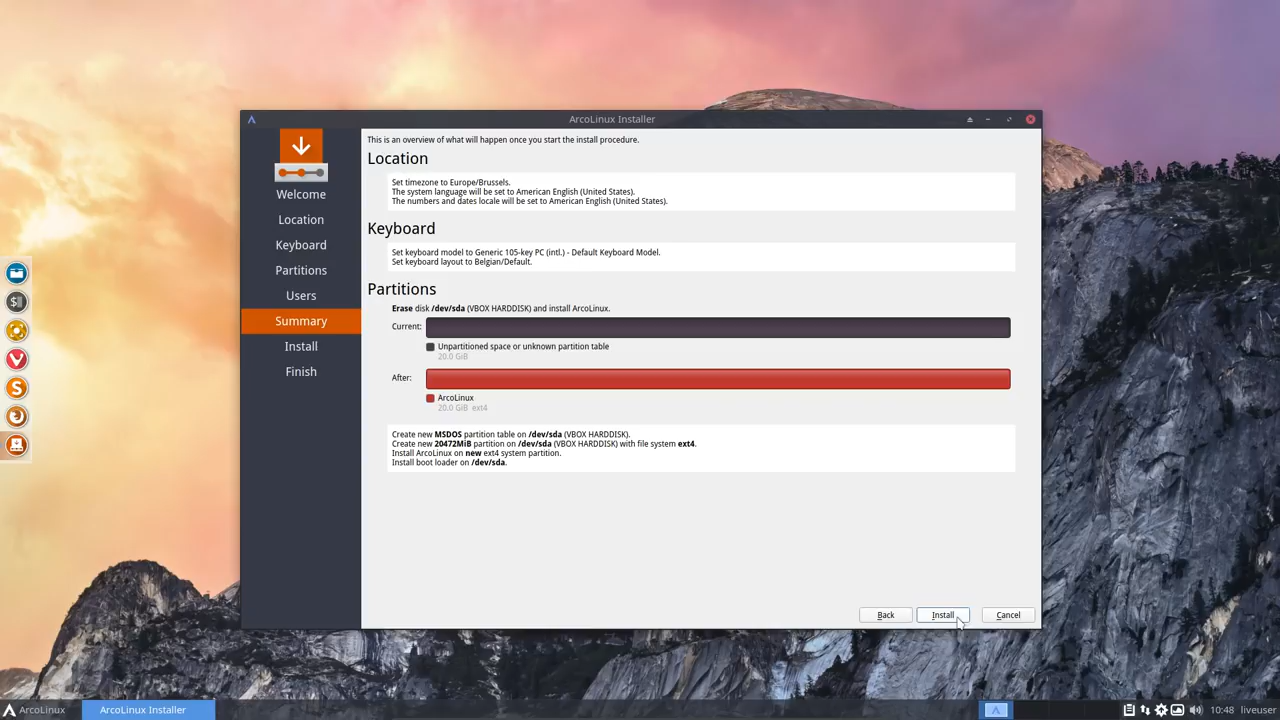 ArcoLinux Installer
This is an overview of what will happen once you start the install procedure.
Location
Set timezone to Europe/Brussels.
The system language will be set to American English (United States).
The numbers and dates locale will be set to American English (United States).
Keyboard
Set keyboard model to Generic 105-key PC (intl.) - Default Keyboard Model.
Set keyboard layout to Belgian/Default.
Partitions
Erase disk /dev/sda (VBOX HARDDISK) and install ArcoLinux.
Current:
Unpartitioned space or unknown partition table
20.0 GiB
After:
ArcoLinux
20.0 GiB ext4
Create new MSDOS partition table on /dev/sda (VBOX HARDDISK).
Create new 20472MiB partition on /dev/sda (VBOX HARDDISK) with file system ext4.
Install ArcoLinux on new ext4 system partition.
Install boot loader on /dev/sda.
Welcome
Location
Keyboard
Partitions
Users
Summary
Install
Finish
Back
Install
Cancel
ArcoLinux
ArcoLinux Installer
10:48
liveuser